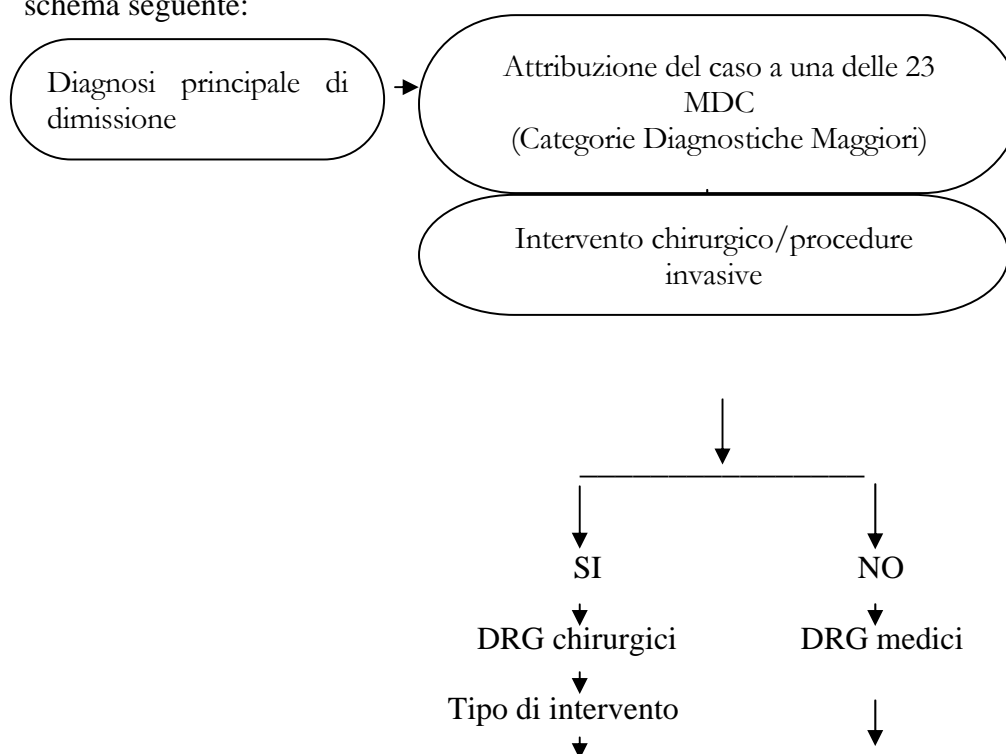 schema seguente:
Diagnosi principale di
dimissione
Attribuzione del caso a una delle 23
MDC
(Categorie Diagnostiche Maggiori)
Intervento chirurgico/procedure
invasive
SI NO
DRG chirurgici DRG medici
Tipo di intervento